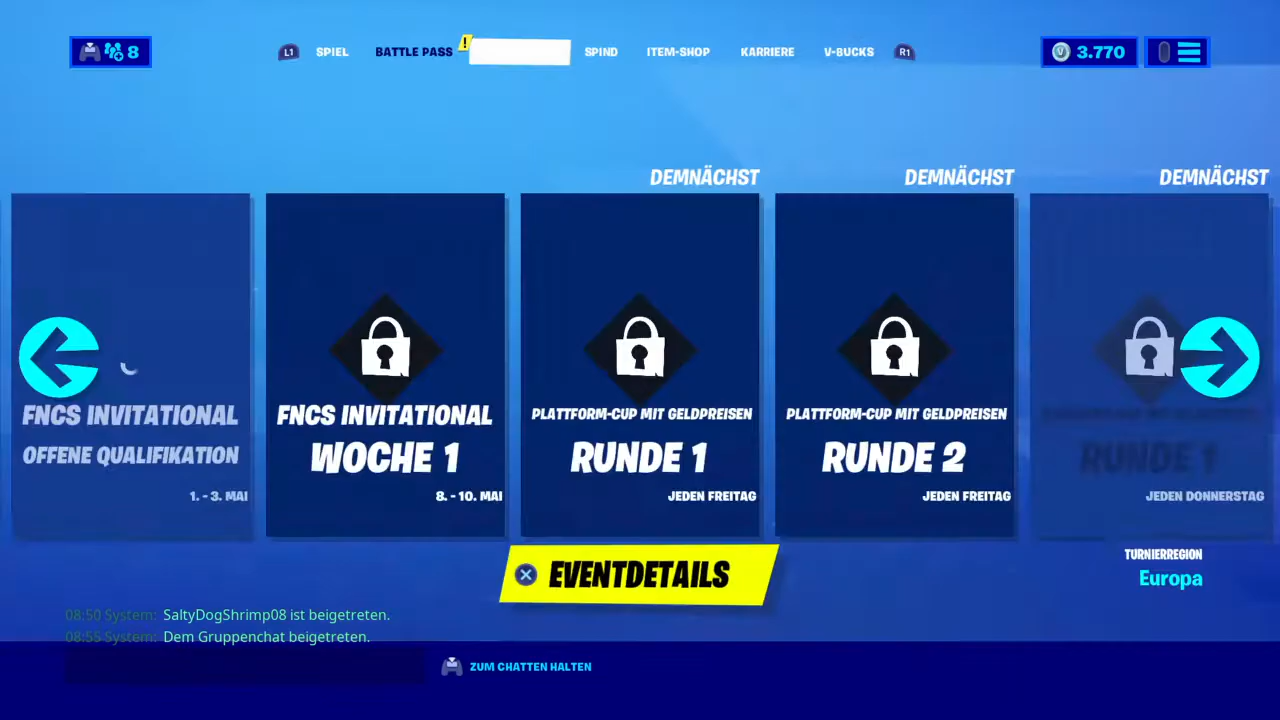 8
L1
SPIEL
BATTLE PASS
!
SPIND
ITEM-SHOP
KARRIERE
V-BUCKS
R1
V
3.770
DEMNÄCHST
DEMNÄCHST
DEMNÄCHST
FNCS INVITATIONAL
OFFENE QUALIFIKATION
1. - 3. MAI
FNCS INVITATIONAL
WOCHE 1
8. - 10. MAI
PLATTFORM-CUP MIT GELDPREISEN
RUNDE 1
JEDEN FREITAG
PLATTFORM-CUP MIT GELDPREISEN
RUNDE 2
JEDEN FREITAG
RUNDE 1
JEDEN DONNERSTAG
EVENTDETAILS
TURNIERREGION
Europa
08:50 System: SaltyDogShrimp08 ist beigetreten.
08:55 System: Dem Gruppenchat beigetreten.
ZUM CHATTEN HALTEN